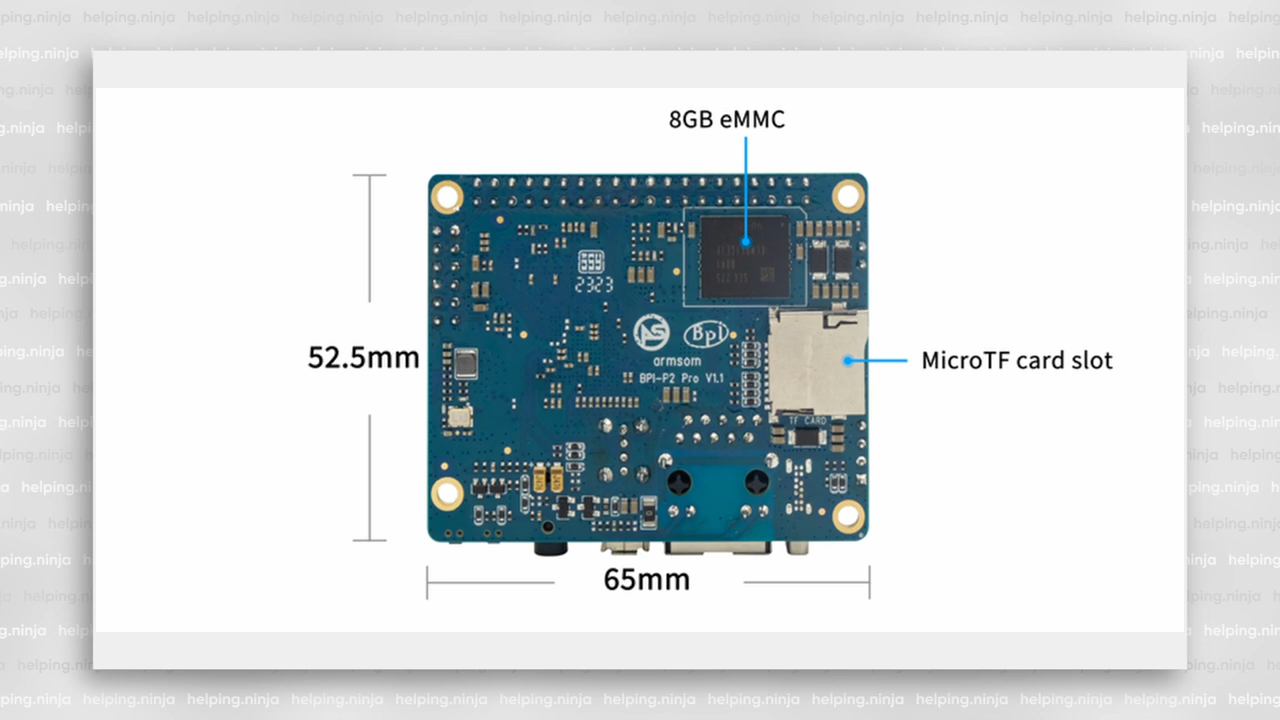 8GB eMMC
2323
52.5mm
Bpi
armsom
BPI-P2 Pro V1.1
MicroTF card slot
TF CARD
65mm
helping.ninja